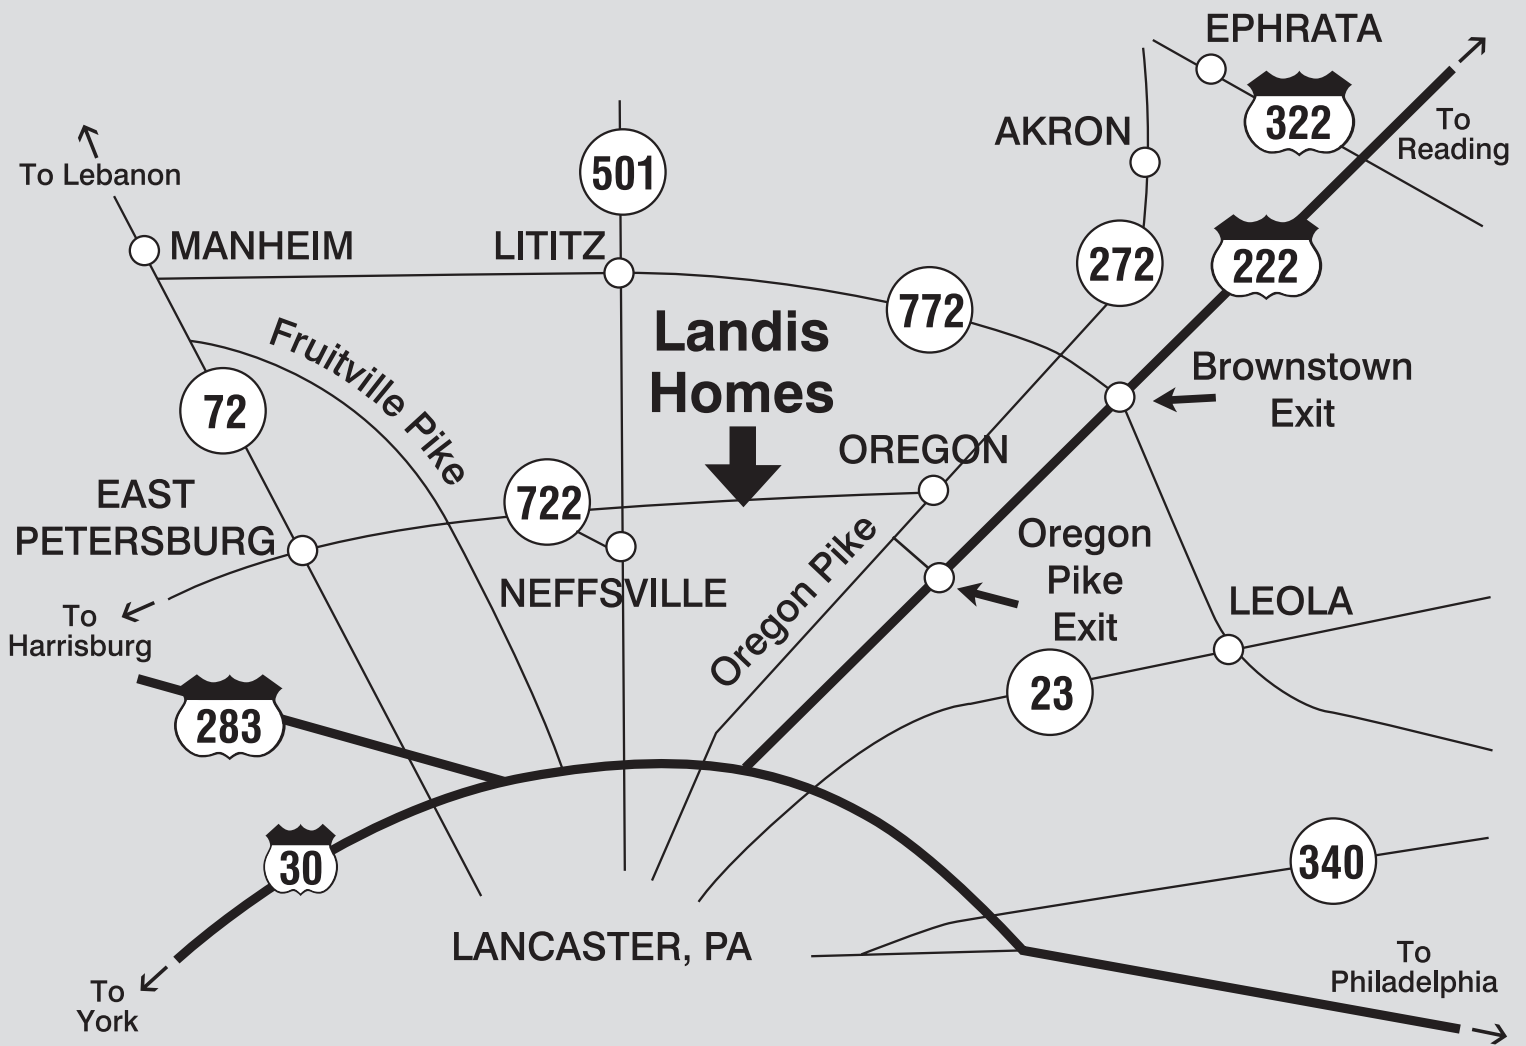 EPHRATA
322
To
Reading
AKRON
To Lebanon
501
MANHEIM
LITITZ
272
222
772
Landis
Homes
Fruitville Pike
Brownstown
Exit
72
OREGON
EAST
PETERSBURG
722
Oregon
Pike
Exit
NEFFSVILLE
Oregon Pike
LEOLA
To
Harrisburg
23
283
30
340
LANCASTER, PA
To
York
To
Philadelphia